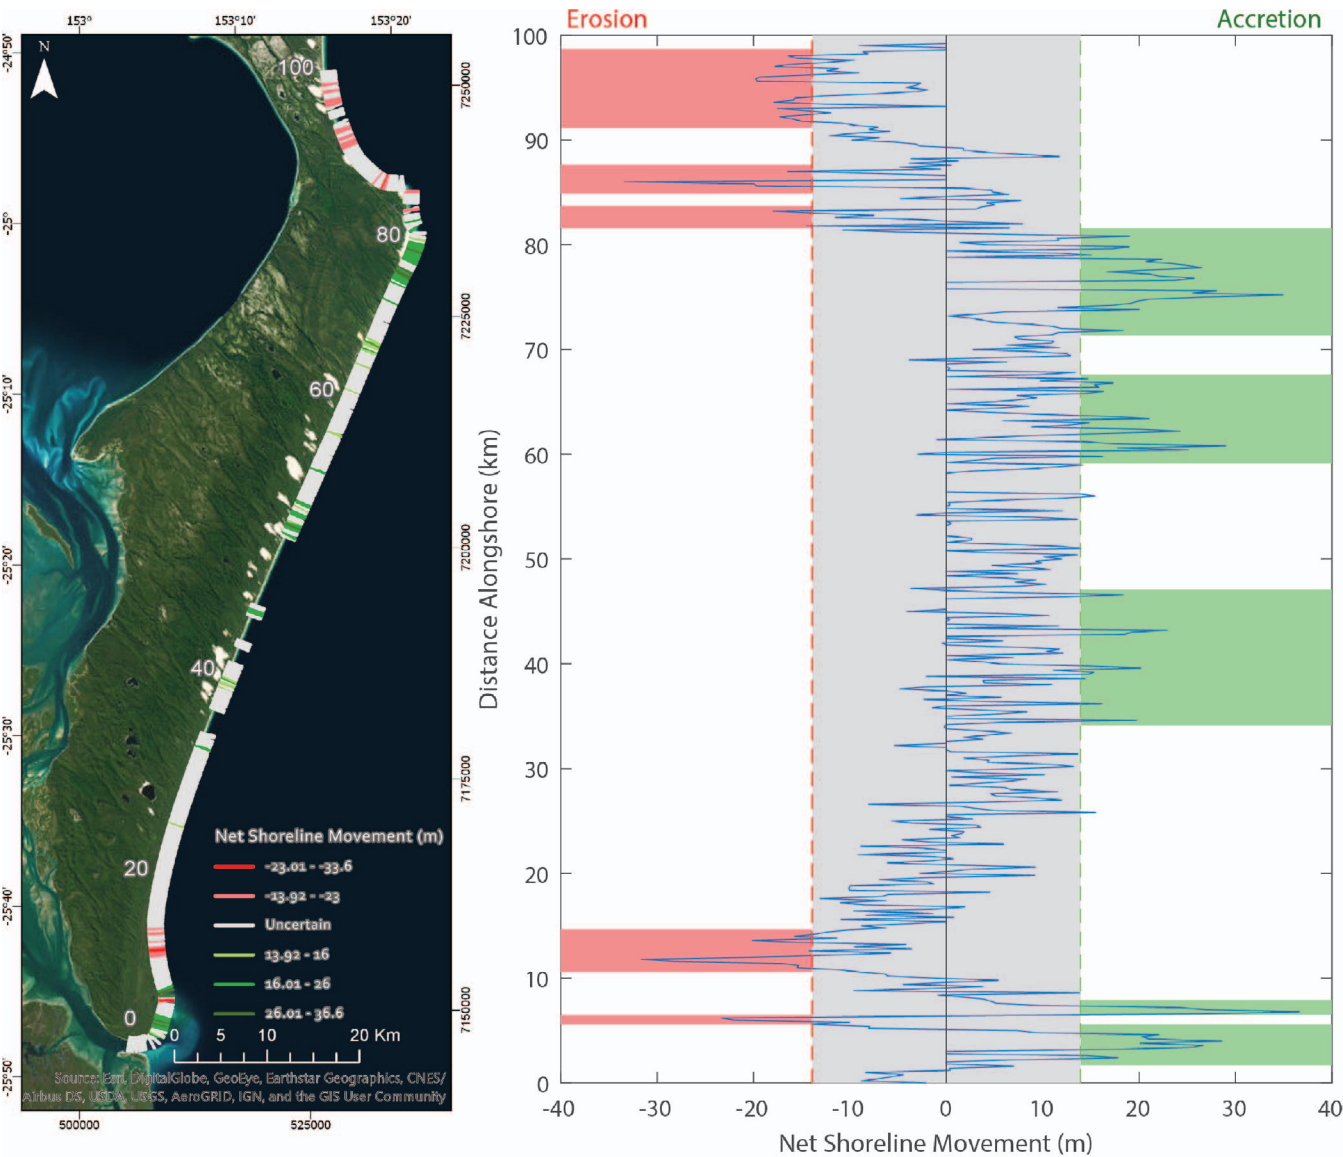 153°
153°10'
153°20'
Erosion
Accretion
-24°50'
-25°
-25°10'
-25°20'
-25°30'
-25°40'
-25°50'
N
100
80
60
40
20
0
7250000
7225000
7200000
7175000
7150000
Net Shoreline Movement (m)
-23.01 - -33.6
-13.92 - -23
Uncertain
13.92 - 16
16.01 - 26
26.01 - 36.6
0 5 10 20 Km
Source: Esri, DigitalGlobe, GeoEye, Earthstar Geographics, CNES/
Airbus DS, USDA, USGS, AeroGRID, IGN, and the GIS User Community
500000
525000
Distance Alongshore (km)
100
90
80
70
60
50
40
30
20
10
0
-40 -30 -20 -10 0 10 20 30 40
Net Shoreline Movement (m)